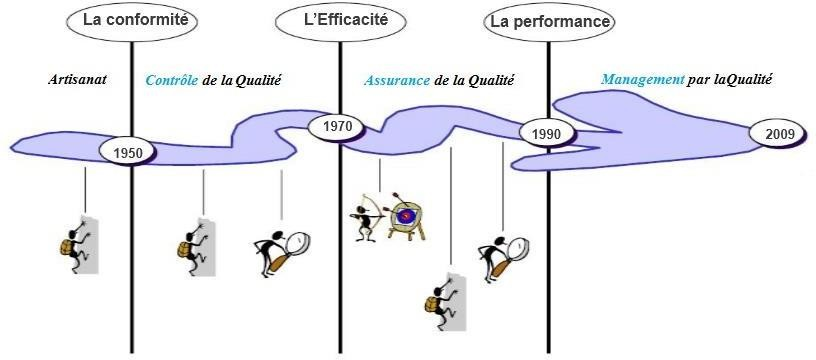 La conformité
L'Efficacité
La performance
Artisanat
Contrôle de la Qualité
Assurance de la Qualité
Management par laQualité
1950
1970
1990
2009